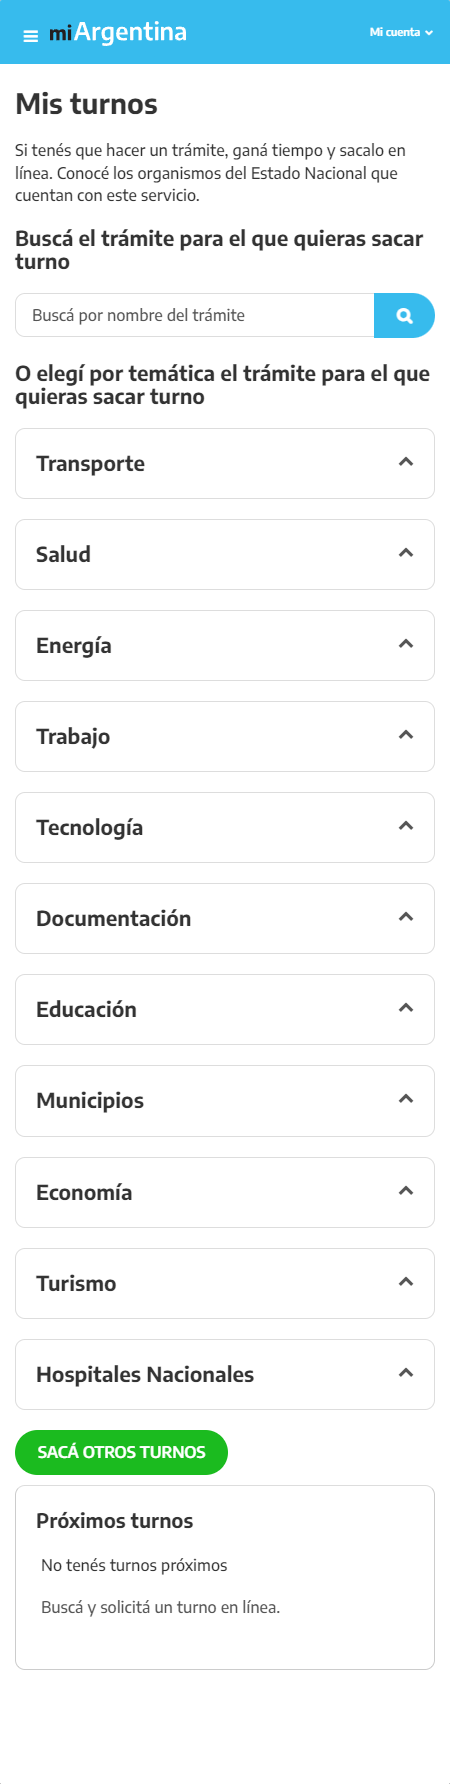 miArgentina
Mi cuenta
Mis turnos
Si tenés que hacer un trámite, ganá tiempo y sacalo en
línea. Conocé los organismos del Estado Nacional que
cuentan con este servicio.
Buscá el trámite para el que quieras sacar
turno
Buscá por nombre del trámite
O elegí por temática el trámite para el que
quieras sacar turno
Transporte
Salud
Energía
Trabajo
Tecnología
Documentación
Educación
Municipios
Economía
Turismo
Hospitales Nacionales
SACÁ OTROS TURNOS
Próximos turnos
No tenés turnos próximos
Buscá y solicitá un turno en línea.